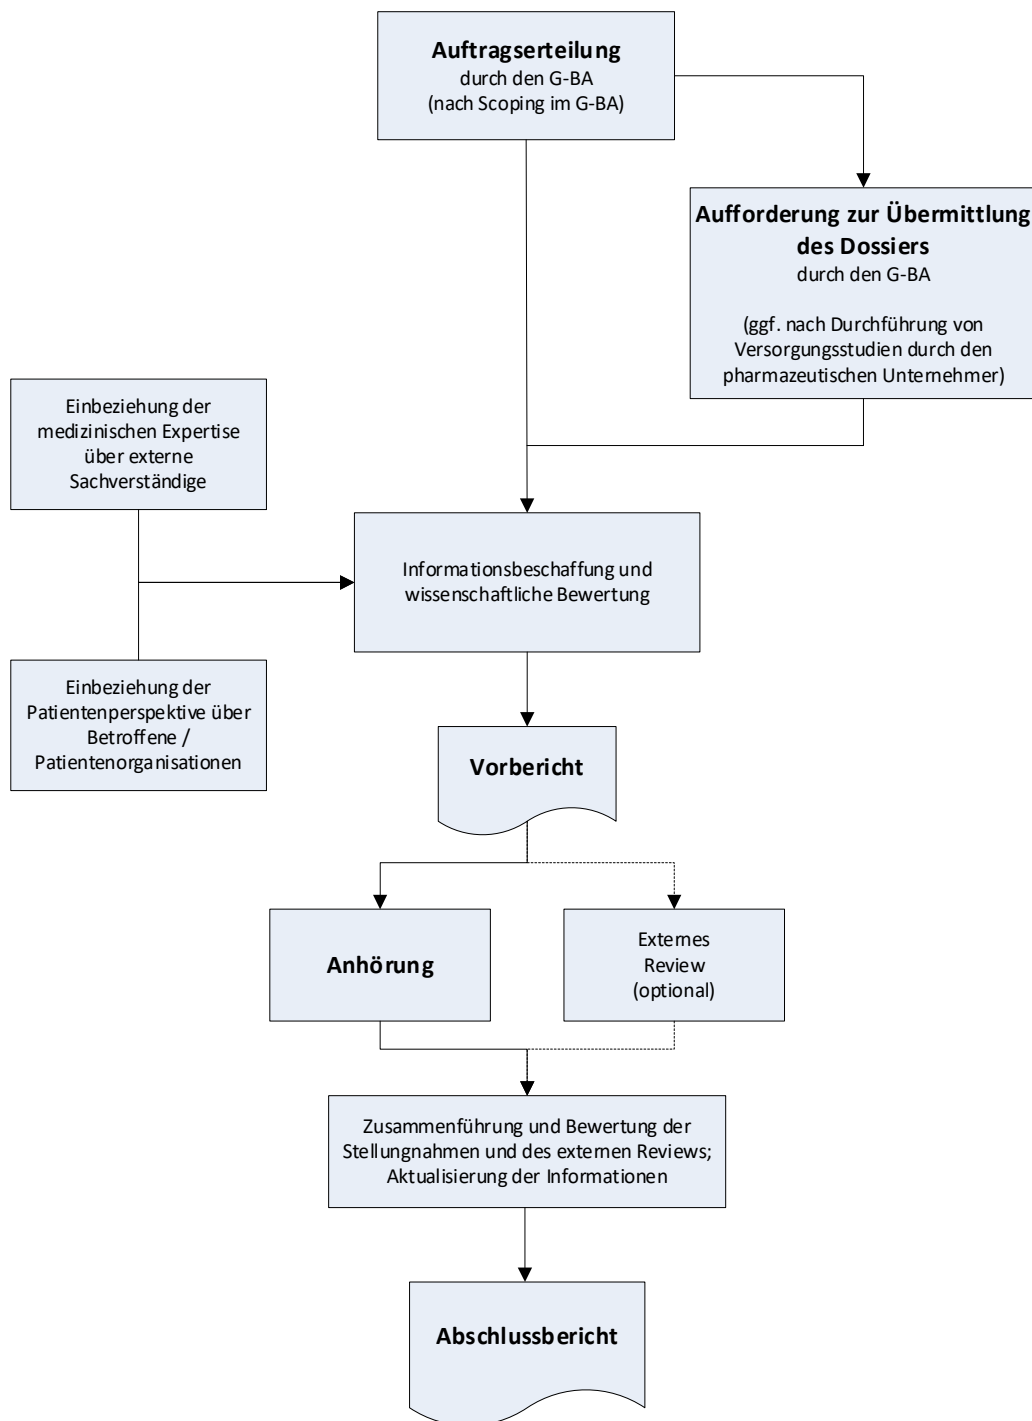 Auftragserteilung
durch den G-BA
(nach Scoping im G-BA)
Aufforderung zur Übermittlung
des Dossiers
durch den G-BA
(ggf. nach Durchführung von
Versorgungsstudien durch den
pharmazeutischen Unternehmer)
Einbeziehung der
medizinischen Expertise
über externe
Sachverständige
Informationsbeschaffung und
wissenschaftliche Bewertung
Einbeziehung der
Patientenperspektive über
Betroffene /
Patientenorganisationen
Vorbericht
Anhörung
Externes
Review
(optional)
Zusammenführung und Bewertung der
Stellungnahmen und des externen Reviews;
Aktualisierung der Informationen
Abschlussbericht